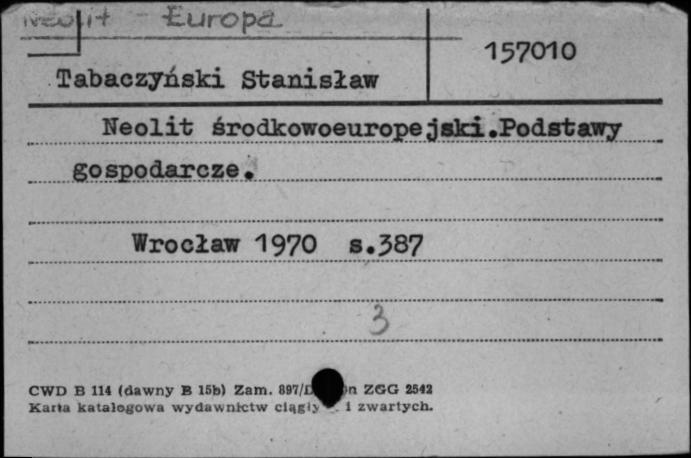 Neolit - Europa
157010
Tabaczyński Stanisław
Neolit środkowoeuropejski.Podstawy
gospodarcze.
Wrocław 1970 s.387
3
CWD B 114 (dawny B 15b) Zam. 897/D ZGG 2542
Karta katalogowa wydawnictw i zwartych.